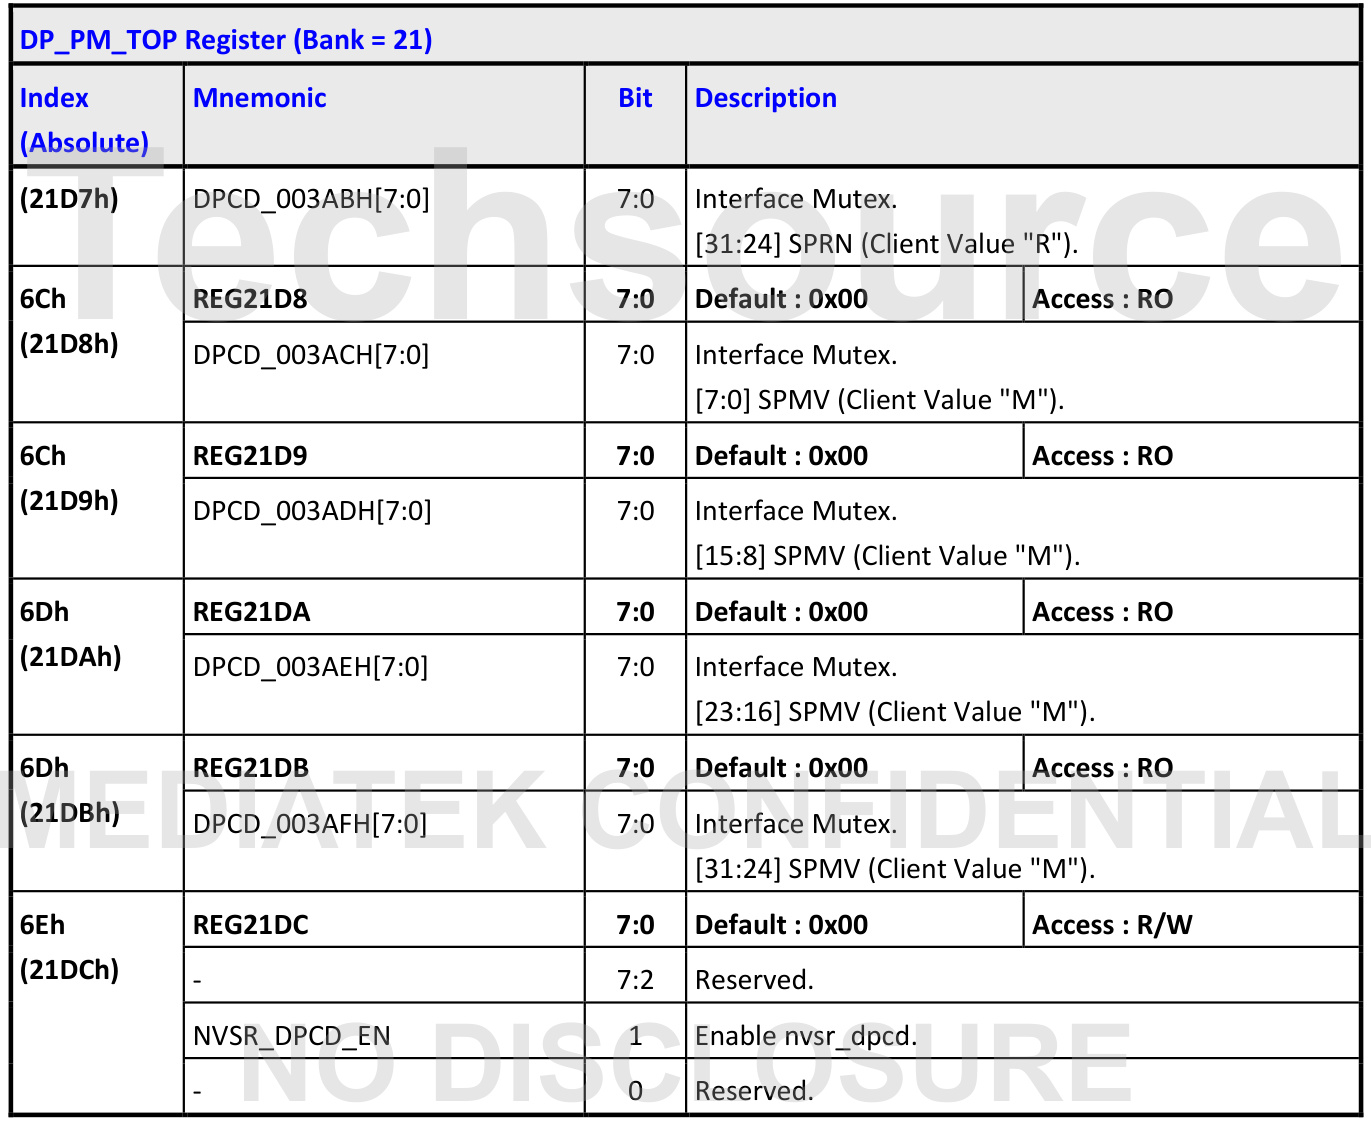 DP_PM_TOP Register (Bank = 21)
Index Mnemonic Bit Description
(Absolute)
(21D7h) DPCD_003ABH[7:0] 7:0 Interface Mutex.
[31:24] SPRN (Client Value "R").
6Ch REG21D8 7:0 Default : 0x00 Access : RO
(21D8h) DPCD_003ACH[7:0] 7:0 Interface Mutex.
[7:0] SPMV (Client Value "M").
6Ch REG21D9 7:0 Default : 0x00 Access : RO
(21D9h) DPCD_003ADH[7:0] 7:0 Interface Mutex.
[15:8] SPMV (Client Value "M").
6Dh REG21DA 7:0 Default : 0x00 Access : RO
(21DAh) DPCD_003AEH[7:0] 7:0 Interface Mutex.
[23:16] SPMV (Client Value "M").
6Dh REG21DB 7:0 Default : 0x00 Access : RO
(21DBh) DPCD_003AFH[7:0] 7:0 Interface Mutex.
[31:24] SPMV (Client Value "M").
6Eh REG21DC 7:0 Default : 0x00 Access : R/W
(21DCh) - 7:2 Reserved.
NVSR_DPCD_EN 1 Enable nvsr_dpcd.
- 0 Reserved.
Techsource
MEDIATEK CONFIDENTIAL
NO DISCLOSURE